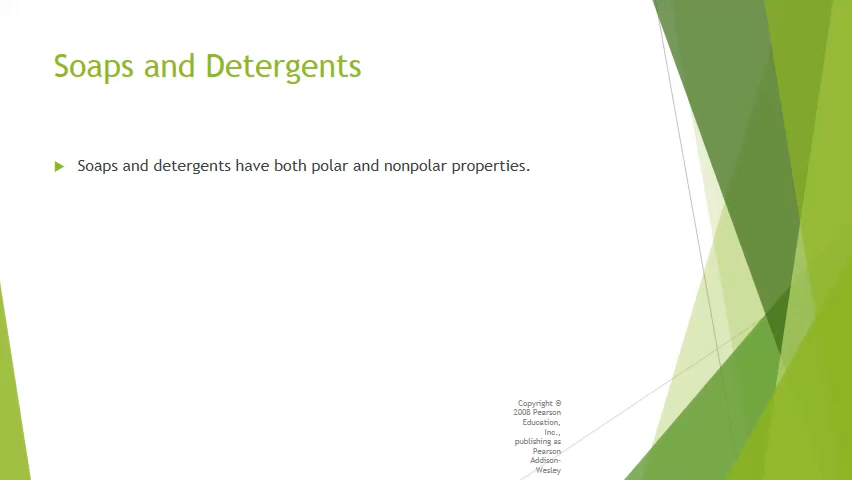 Soaps and Detergents
Soaps and detergents have both polar and nonpolar properties.
Copyright ©
2008 Pearson
Education,
Inc.,
publishing as
Pearson
Addison-
Wesley